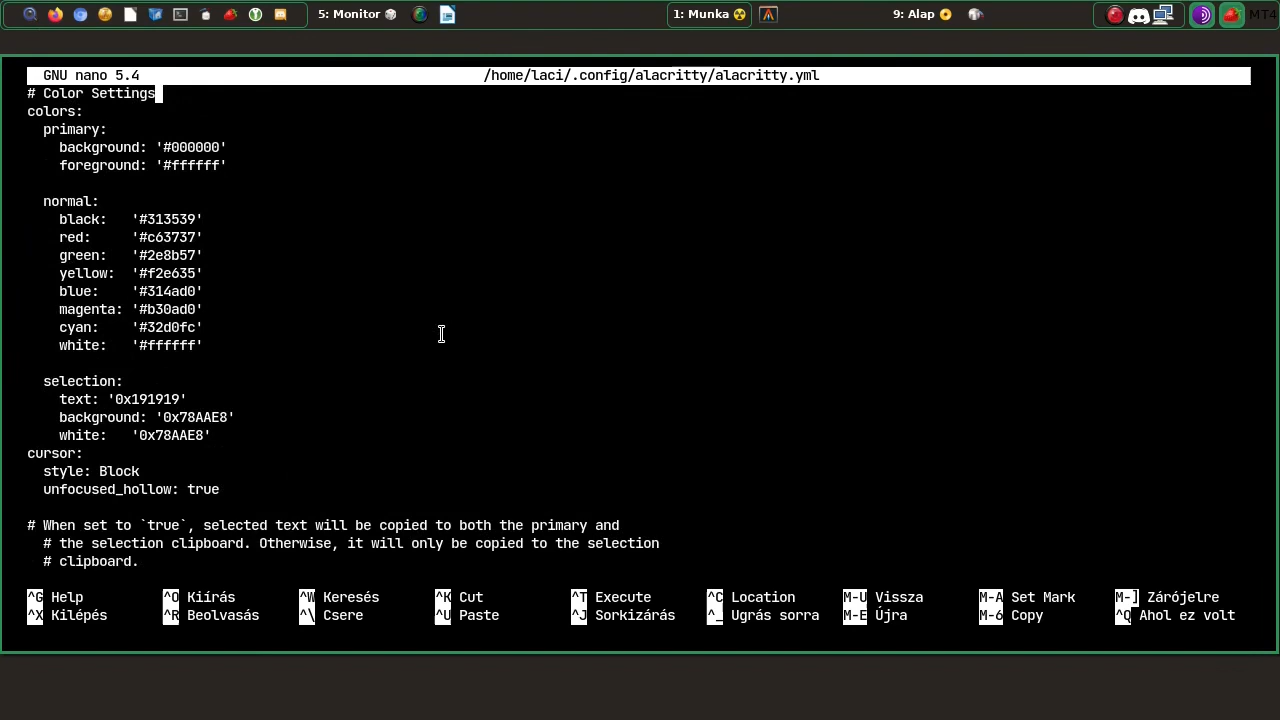 5: Monitor
1: Munka
9: Alap
MT4
GNU nano 5.4 /home/laci/.config/alacritty/alacritty.yml
# Color Settings
colors:
  primary:
    background: '#000000'
    foreground: '#ffffff'
  normal:
    black:   '#313539'
    red:     '#c63737'
    green:   '#2e8b57'
    yellow:  '#f2e635'
    blue:    '#314ad0'
    magenta: '#b30ad0'
    cyan:    '#32d0fc'
    white:   '#ffffff'
  selection:
    text: '0x191919'
    background: '0x78AAE8'
    white:   '0x78AAE8'
cursor:
  style: Block
  unfocused_hollow: true
# When set to `true`, selected text will be copied to both the primary and
  # the selection clipboard. Otherwise, it will only be copied to the selection
  # clipboard.
^G Help ^O Kiírás ^W Keresés ^K Cut ^T Execute ^C Location M-U Vissza M-A Set Mark M-] Zárójelre
^X Kilépés ^R Beolvasás ^\ Csere ^U Paste ^J Sorkizárás ^_ Ugrás sorra M-E Újra M-6 Copy ^Q Ahol ez volt